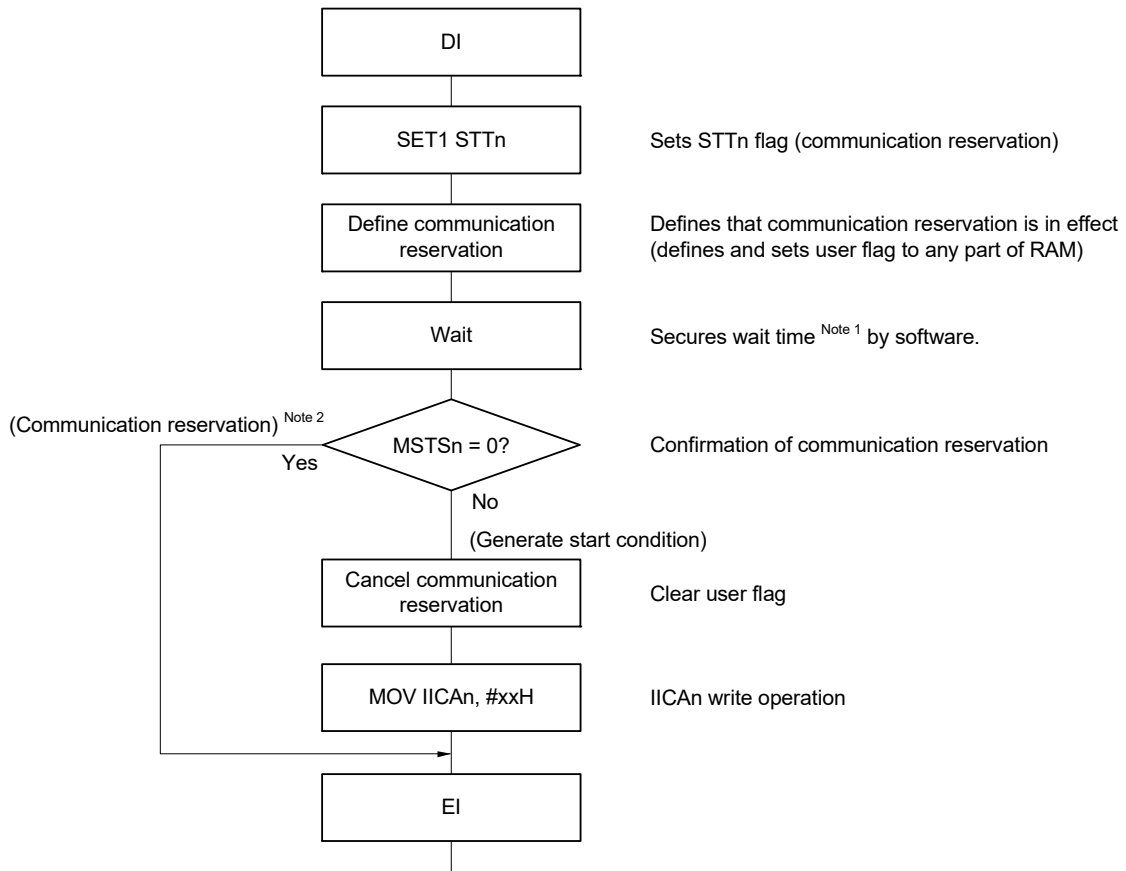 DI
SET1 STTn
Sets STTn flag (communication reservation)
Define communication
reservation
Defines that communication reservation is in effect
(defines and sets user flag to any part of RAM)
Wait
Secures wait time Note 1 by software.
(Communication reservation) Note 2
MSTSn = 0?
Confirmation of communication reservation
Yes
No
(Generate start condition)
Cancel communication
reservation
Clear user flag
MOV IICAn, #xxH
IICAn write operation
EI